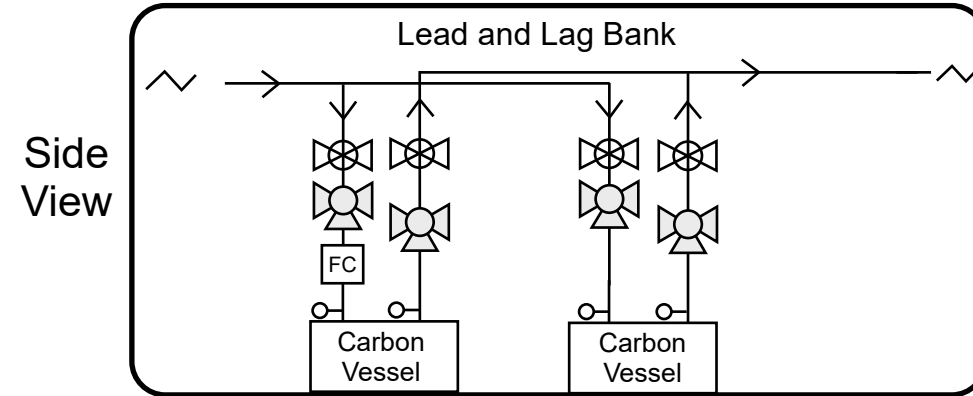 Lead and Lag Bank
Side
View
FC
Carbon
Vessel
Carbon
Vessel